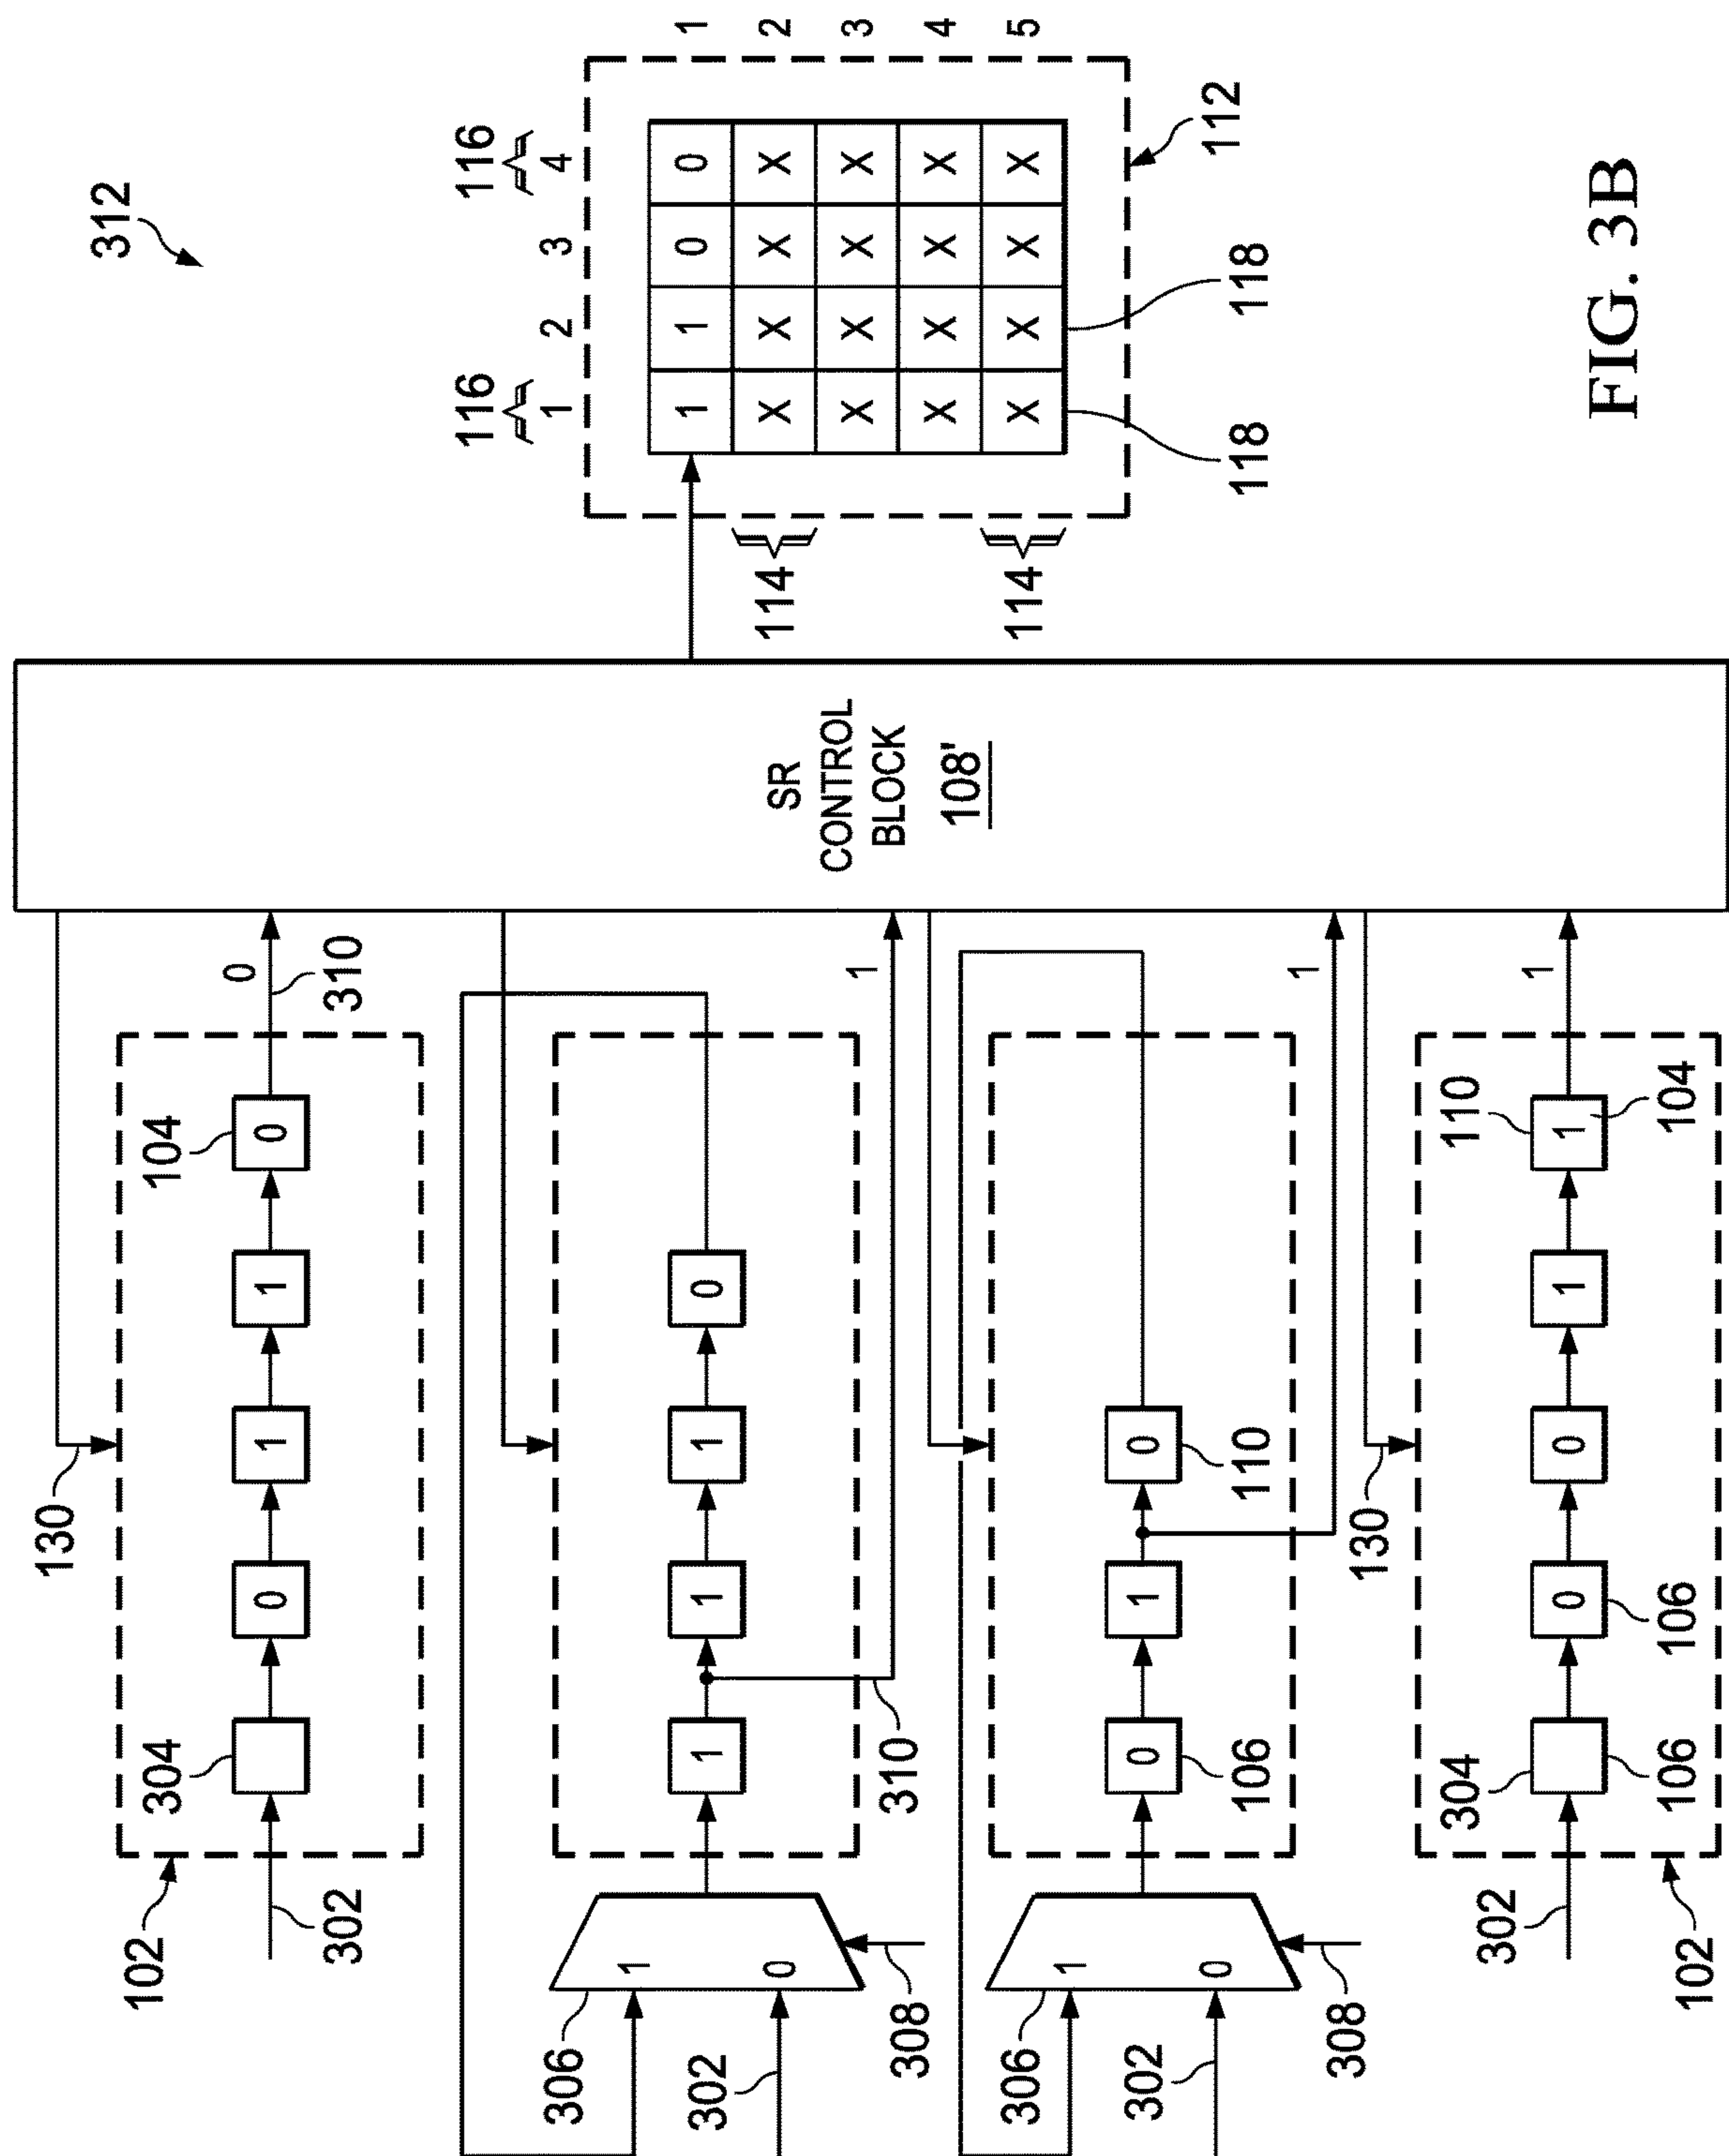 312
130
102
304
104
0
0 1 1 0
302
310
116 116
1 2 3 4
306
1
1 1 1 0
1 1 0 0 1
302
0
SR
CONTROL
BLOCK
108'
114
X X X X 2
X X X X 3
X X X X 4
114
X X X X 5
1
310
308
306
1
0 1 0
302
0
112
106
110
118 118
1
308
130
304
110
302
1
0 0 1 1
106 106
104
102
FIG. 3B